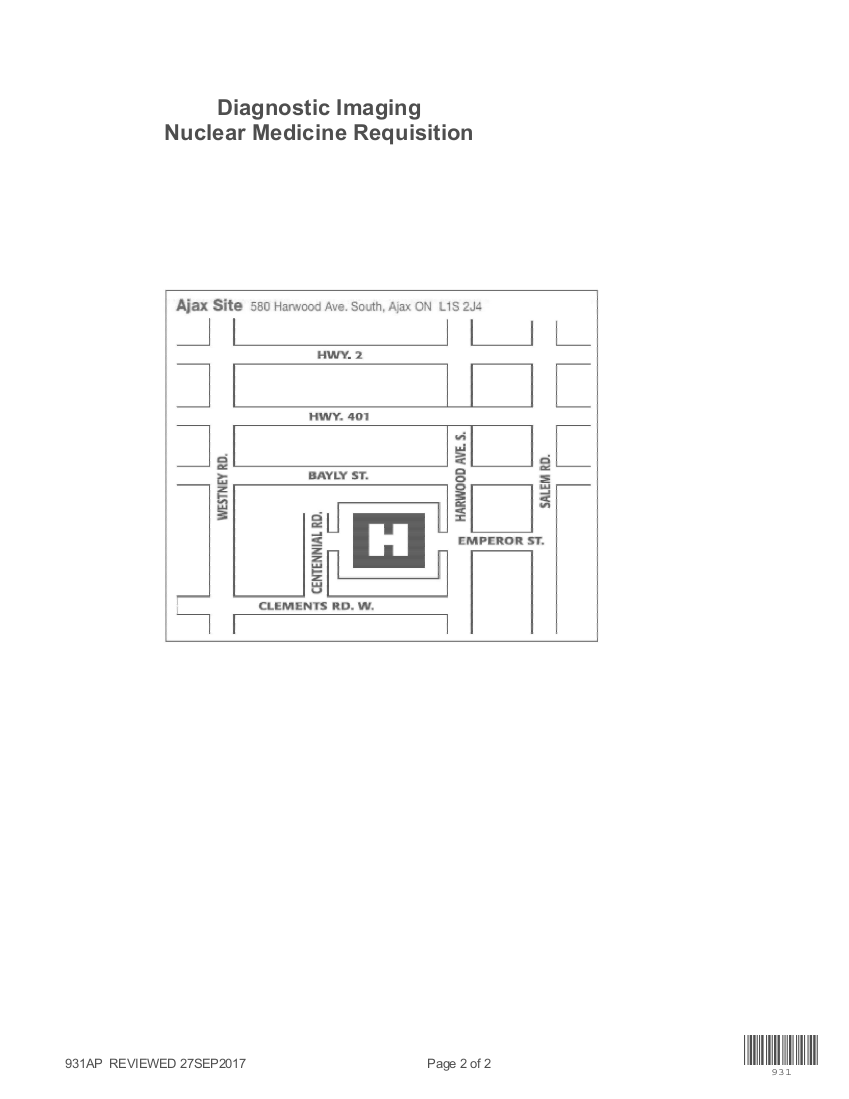 Diagnostic Imaging
Nuclear Medicine Requisition
Ajax Site 580 Harwood Ave. South, Ajax ON L1S 2J4
HWY. 2
HWY. 401
WESTNEY RD.
BAYLY ST.
HARWOOD AVE. S.
SALEM RD.
CENTENNIAL RD.
H
EMPEROR ST.
CLEMENTS RD. W.
931AP REVIEWED 27SEP2017
Page 2 of 2
931